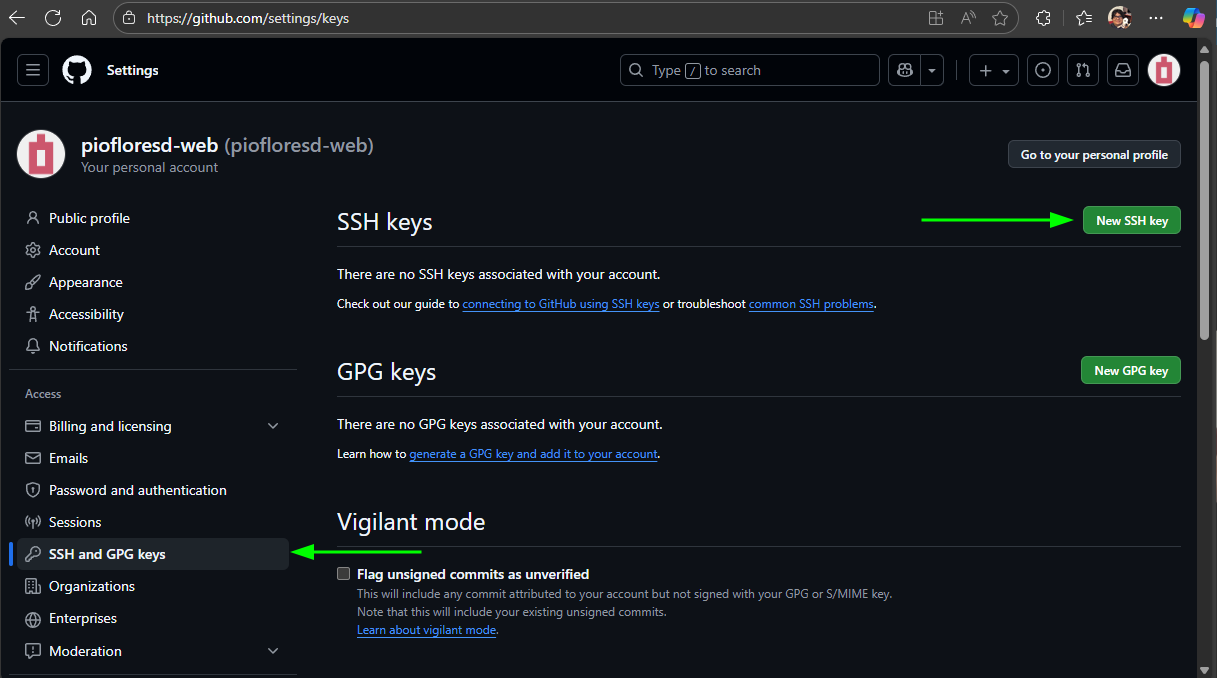 https://github.com/settings/keys
Settings
Type / to search
piofloresd-web (piofloresd-web)
Your personal account
Go to your personal profile
Public profile
Account
Appearance
Accessibility
Notifications
Access
Billing and licensing
Emails
Password and authentication
Sessions
SSH and GPG keys
Organizations
Enterprises
Moderation
SSH keys
New SSH key
There are no SSH keys associated with your account.
Check out our guide to connecting to GitHub using SSH keys or troubleshoot common SSH problems.
GPG keys
New GPG key
There are no GPG keys associated with your account.
Learn how to generate a GPG key and add it to your account.
Vigilant mode
Flag unsigned commits as unverified
This will include any commit attributed to your account but not signed with your GPG or S/MIME key.
Note that this will include your existing unsigned commits.
Learn about vigilant mode.